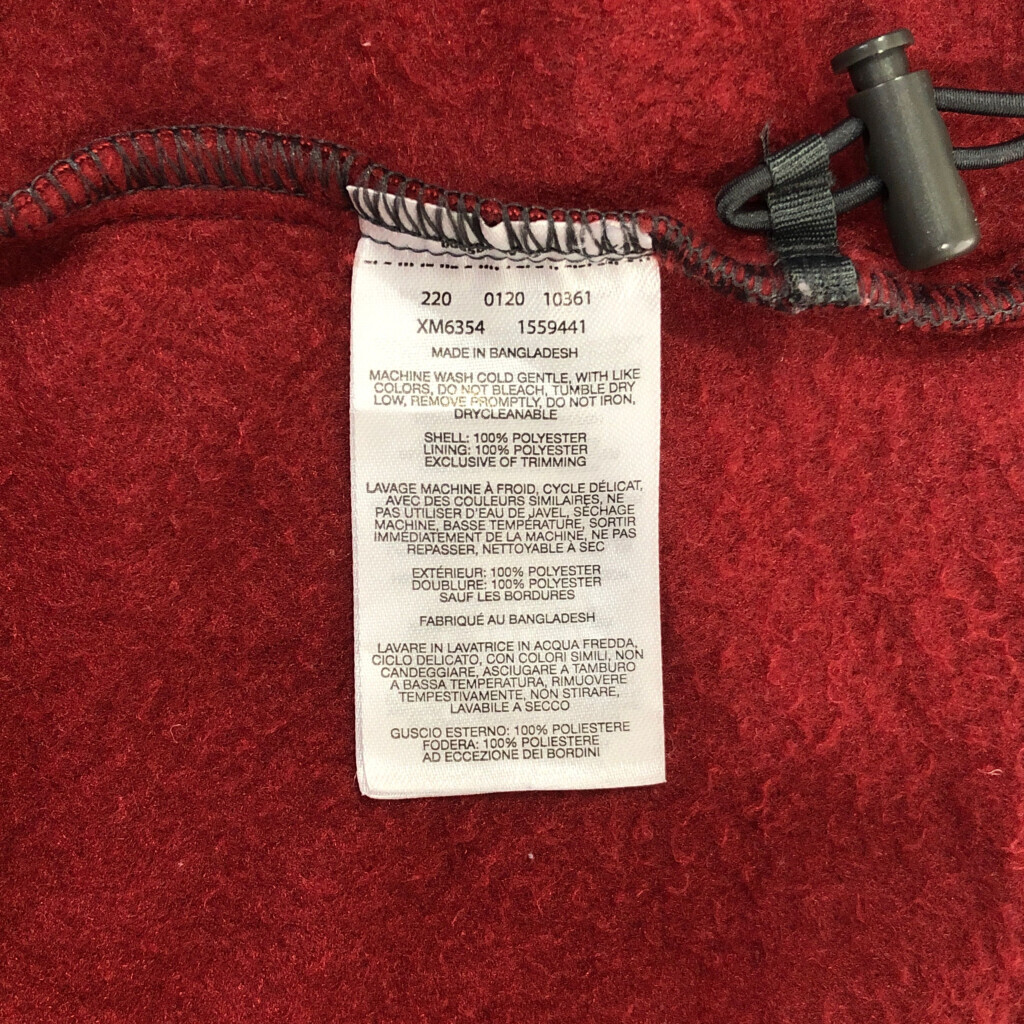 220 0120 10361
XM6354 1559441
MADE IN BANGLADESH
MACHINE WASH COLD GENTLE, WITH LIKE
COLORS, DO NOT BLEACH, TUMBLE DRY
LOW, REMOVE PROMPTLY, DO NOT IRON,
DRYCLEANABLE
SHELL: 100% POLYESTER
LINING: 100% POLYESTER
EXCLUSIVE OF TRIMMING
LAVAGE MACHINE À FROID, CYCLE DÉLICAT,
AVEC DES COULEURS SIMILAIRES, NE
PAS UTILISER D'EAU DE JAVEL, SÉCHAGE
MACHINE, BASSE TEMPÉRATURE, SORTIR
IMMÉDIATEMENT DE LA MACHINE, NE PAS
REPASSER, NETTOYABLE À SEC
EXTÉRIEUR: 100% POLYESTER
DOUBLURE: 100% POLYESTER
SAUF LES BORDURES
FABRIQUÉ AU BANGLADESH
LAVARE IN LAVATRICE IN ACQUA FREDDA,
CICLO DELICATO, CON COLORI SIMILI, NON
CANDEGGIARE, ASCIUGARE A TAMBURO
A BASSA TEMPERATURA, RIMUOVERE
TEMPESTIVAMENTE, NON STIRARE,
LAVABILE A SECCO
GUSCIO ESTERNO: 100% POLIESTERE
FODERA: 100% POLIESTERE
AD ECCEZIONE DEI BORDINI